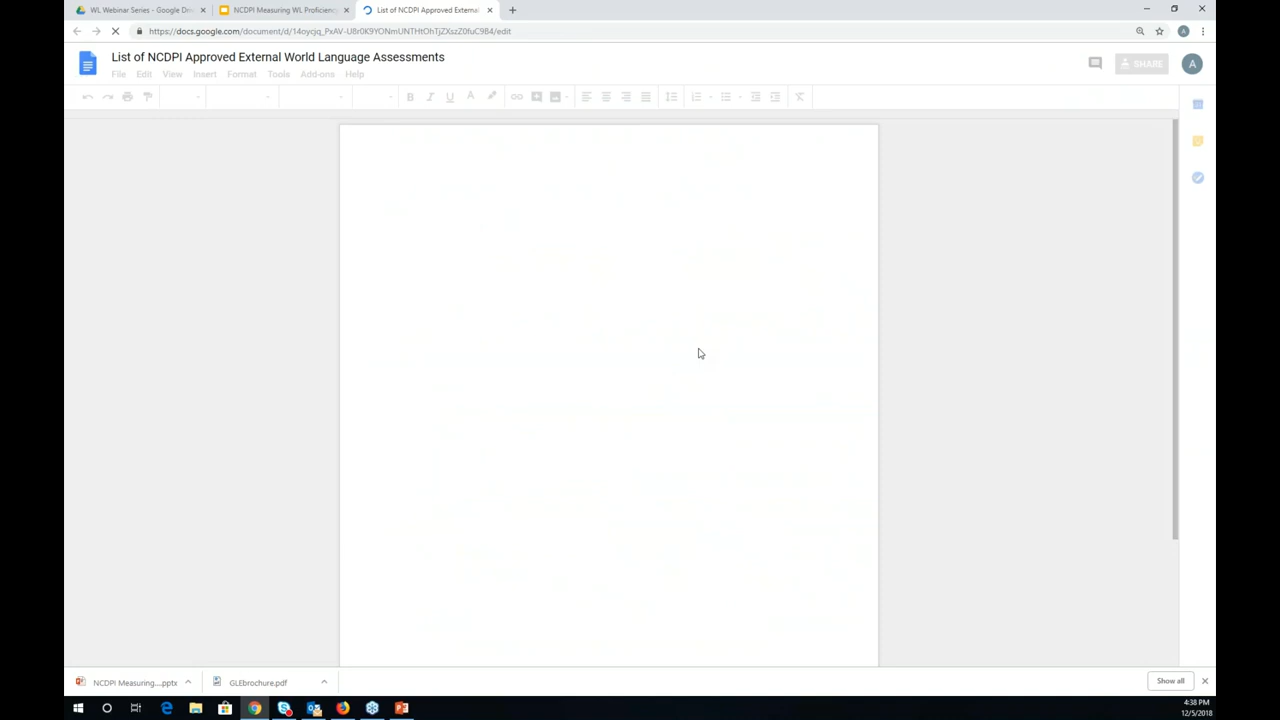 WL Webinar Series - Google Dri
NCDPI Measuring WL Proficienc
List of NCDPI Approved External
https://docs.google.com/document/d/14oycjq_PxAV-U8r0K9YONmUNTHtOhTjZXszZ0fuC9B4/edit
List of NCDPI Approved External World Language Assessments
File Edit View Insert Format Tools Add-ons Help
SHARE
A
B I U A
NCDPI Measuring....pptx
GLEbrochure.pdf
Show all
4:38 PM
12/5/2018